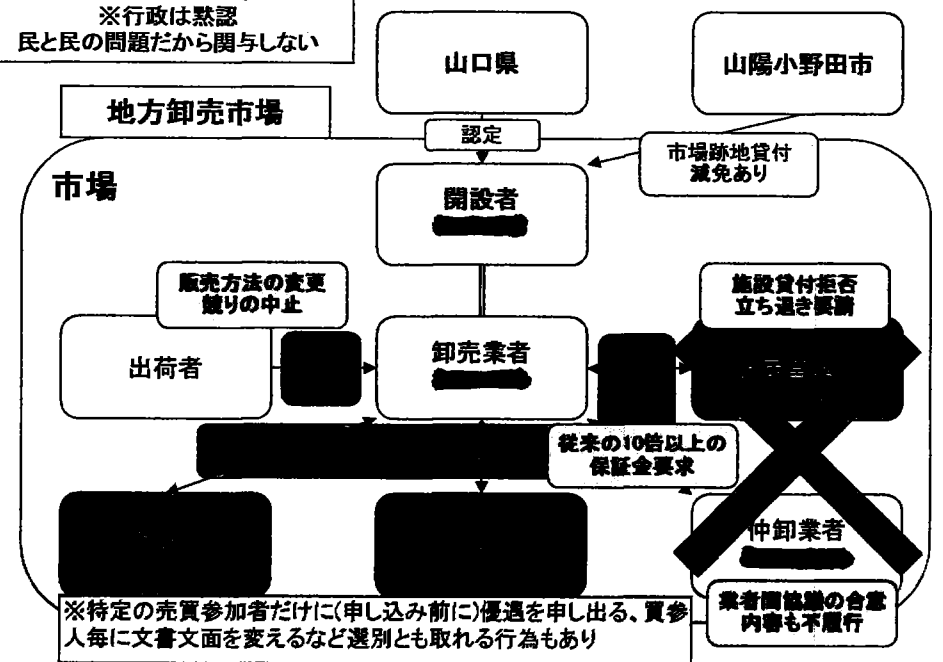 ※行政は黙認
民と民の問題だから関与しない
山口県
山陽小野田市
地方卸売市場
認定
市場跡地貸付
減免あり
市場
開設者
販売方法の変更
競りの中止
施設貸付拒否
立ち退き要請
出荷者
卸売業者
従来の10倍以上の
保証金要求
仲卸業者
業者間協議の合意
内容も不履行
※特定の売買参加者だけに(申し込み前に)優遇を申し出る、買参
人毎に文書文面を変えるなど選別とも取れる行為もあり